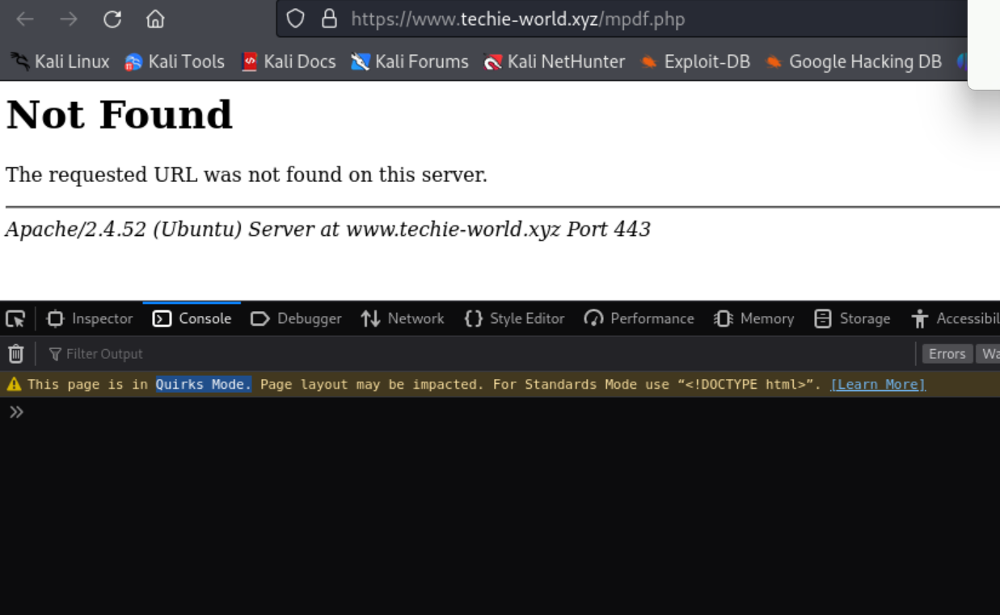 https://www.techie-world.xyz/mpdf.php
Kali Linux Kali Tools Kali Docs Kali Forums Kali NetHunter Exploit-DB Google Hacking DB
Not Found
The requested URL was not found on this server.
Apache/2.4.52 (Ubuntu) Server at www.techie-world.xyz Port 443
Inspector Console Debugger Network Style Editor Performance Memory Storage Accessibil
Filter Output Errors Wa
This page is in Quirks Mode. Page layout may be impacted. For Standards Mode use “<!DOCTYPE html>”. [Learn More]